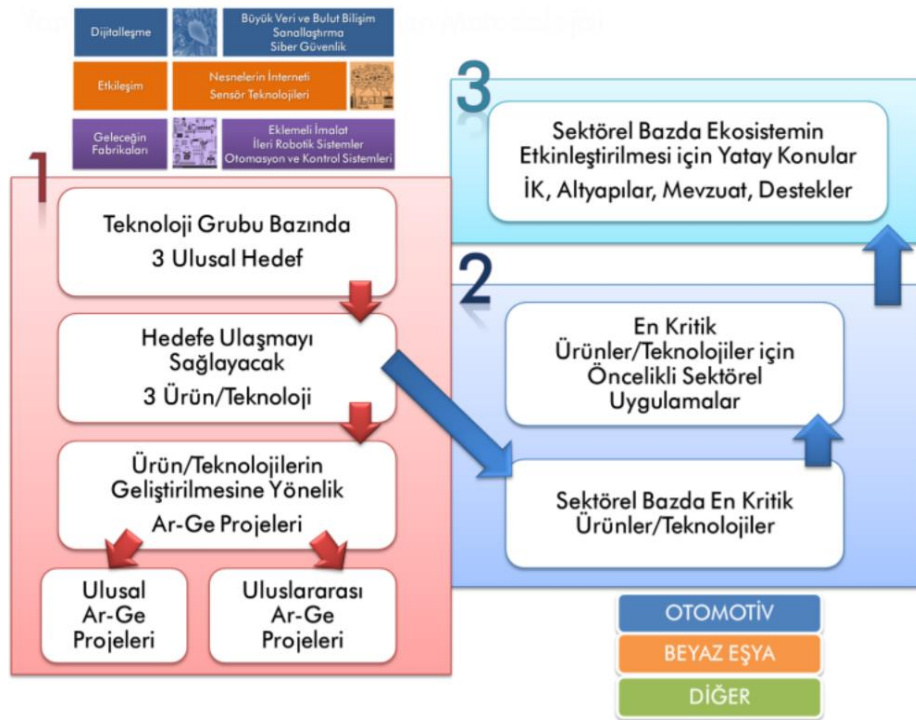 Dijitalleşme
Büyük Veri ve Bulut Bilişim
Sanallaştırma
Siber Güvenlik
Etkileşim
Nesnelerin İnterneti
Sensör Teknolojileri
Geleceğin
Fabrikaları
Eklemeli İmalat
İleri Robotik Sistemler
Otomasyon ve Kontrol Sistemleri
1
Teknoloji Grubu Bazında
3 Ulusal Hedef
Hedefe Ulaşmayı
Sağlayacak
3 Ürün/Teknoloji
Ürün/Teknolojilerin
Geliştirilmesine Yönelik
Ar-Ge Projeleri
Ulusal
Ar-Ge
Projeleri
Uluslararası
Ar-Ge
Projeleri
3
Sektörel Bazda Ekosistemin
Etkinleştirilmesi için Yatay Konular
İK, Altyapılar, Mevzuat, Destekler
2
En Kritik
Ürünler/Teknolojiler için
Öncelikli Sektörel
Uygulamalar
Sektörel Bazda En Kritik
Ürünler/Teknolojiler
OTOMOTİV
BEYAZ EŞYA
DİĞER